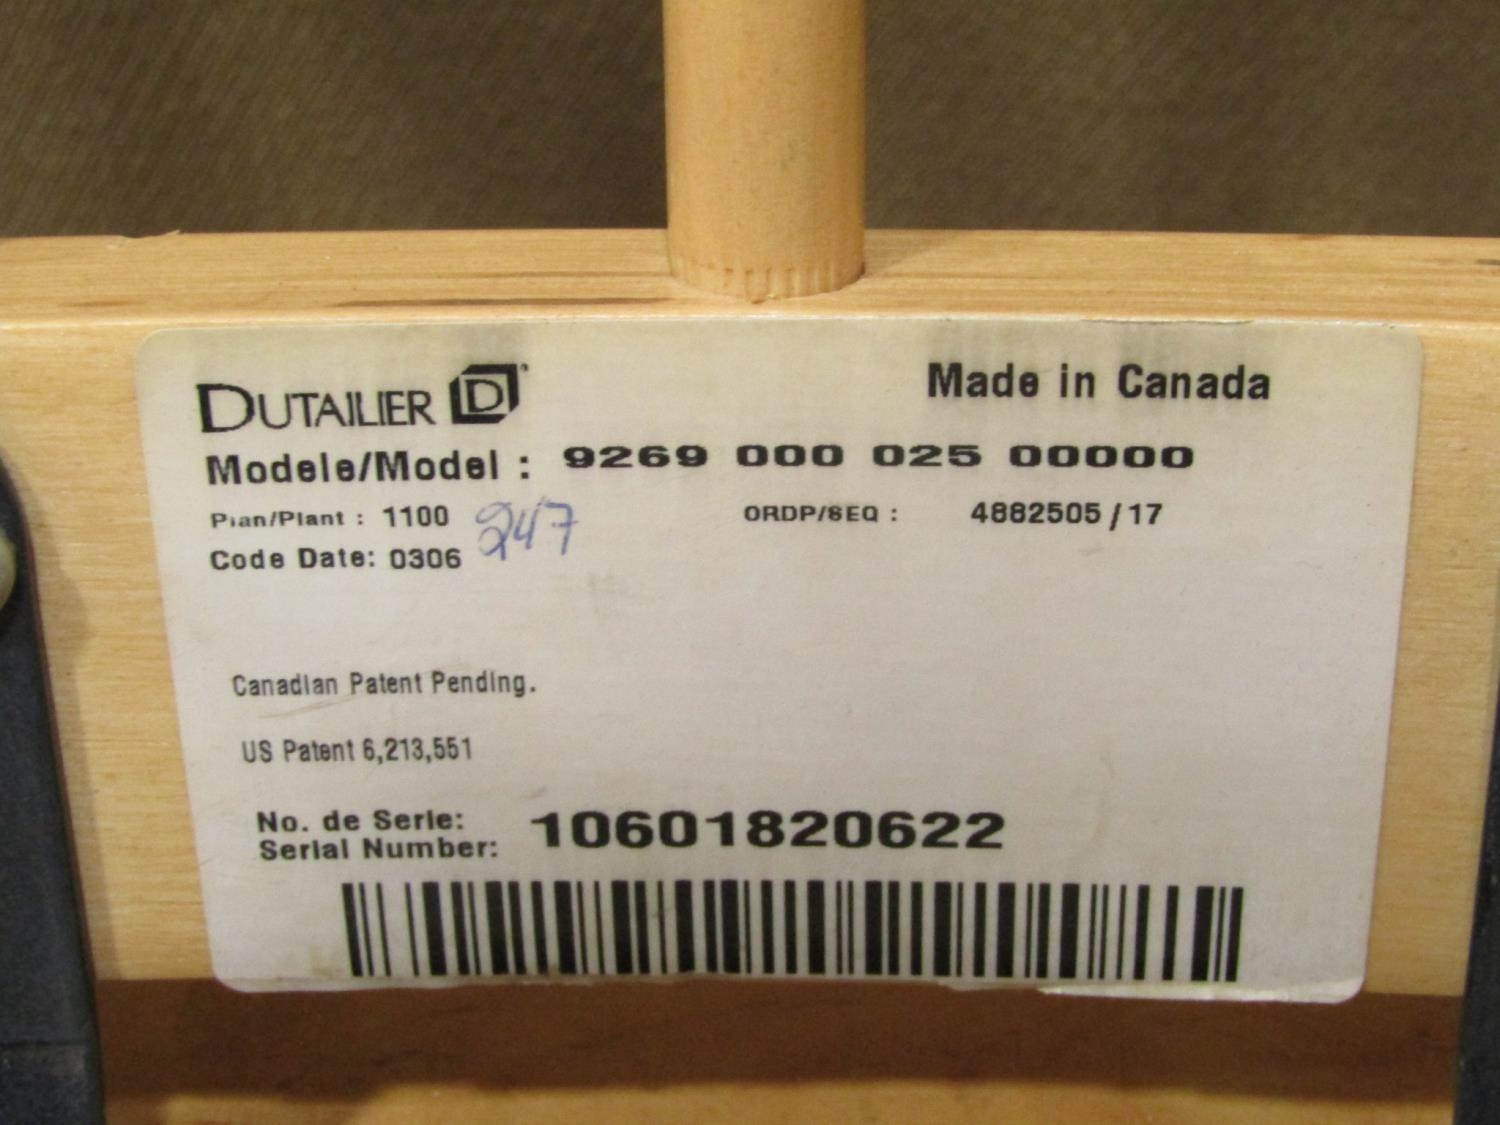 DUTAILIER D
Made in Canada
Modele/Model : 9269 000 025 00000
Plan/Plant : 1100 247
ORDP/SEQ : 4882505 / 17
Code Date: 0306
Canadian Patent Pending.
US Patent 6,213,551
No. de Serie:
Serial Number: 10601820622